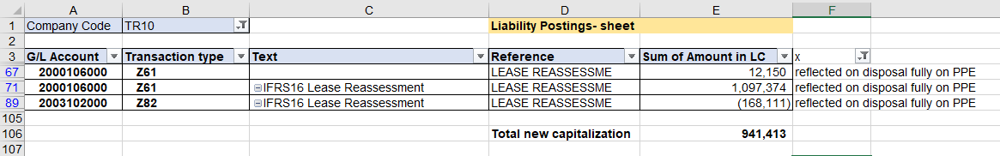 A B C D E F
1 Company Code TR10 Liability Postings- sheet
2
3 G/L Account Transaction type Text Reference Sum of Amount in LC x
67 2000106000 Z61 LEASE REASSESSME 12,150 reflected on disposal fully on PPE
71 2000106000 Z61 IFRS16 Lease Reassessment LEASE REASSESSME 1,097,374 reflected on disposal fully on PPE
89 2003102000 Z82 IFRS16 Lease Reassessment LEASE REASSESSME (168,111) reflected on disposal fully on PPE
105
106 Total new capitalization 941,413
107